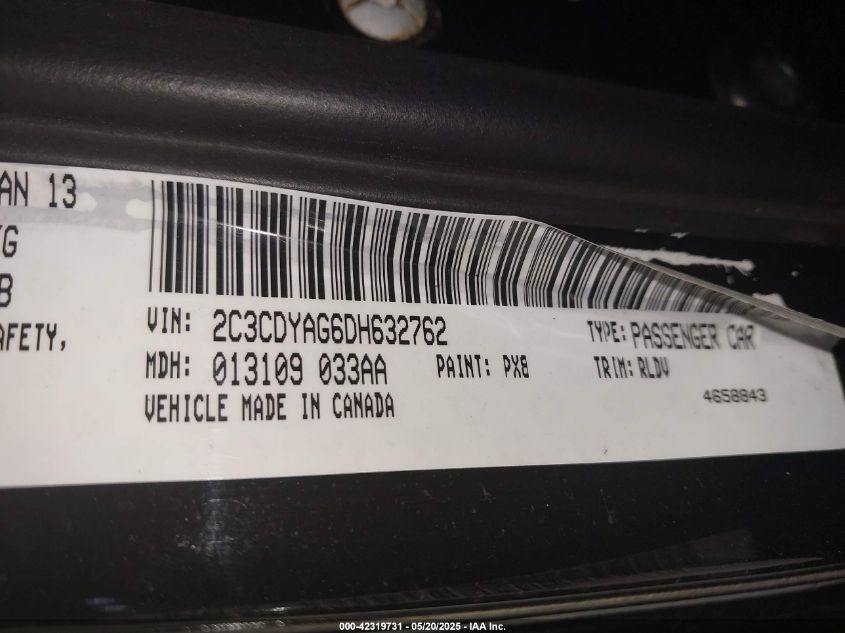 AN 13
G
B
AFETY,
VIN: 2C3CDYAG6DH632762
TYPE: PASSENGER CAR
MDH: 013109 033AA
PAINT: PX8
TRIM: RLDV
VEHICLE MADE IN CANADA
4658843
000-42319731 - 05/20/2025 - IAA Inc.